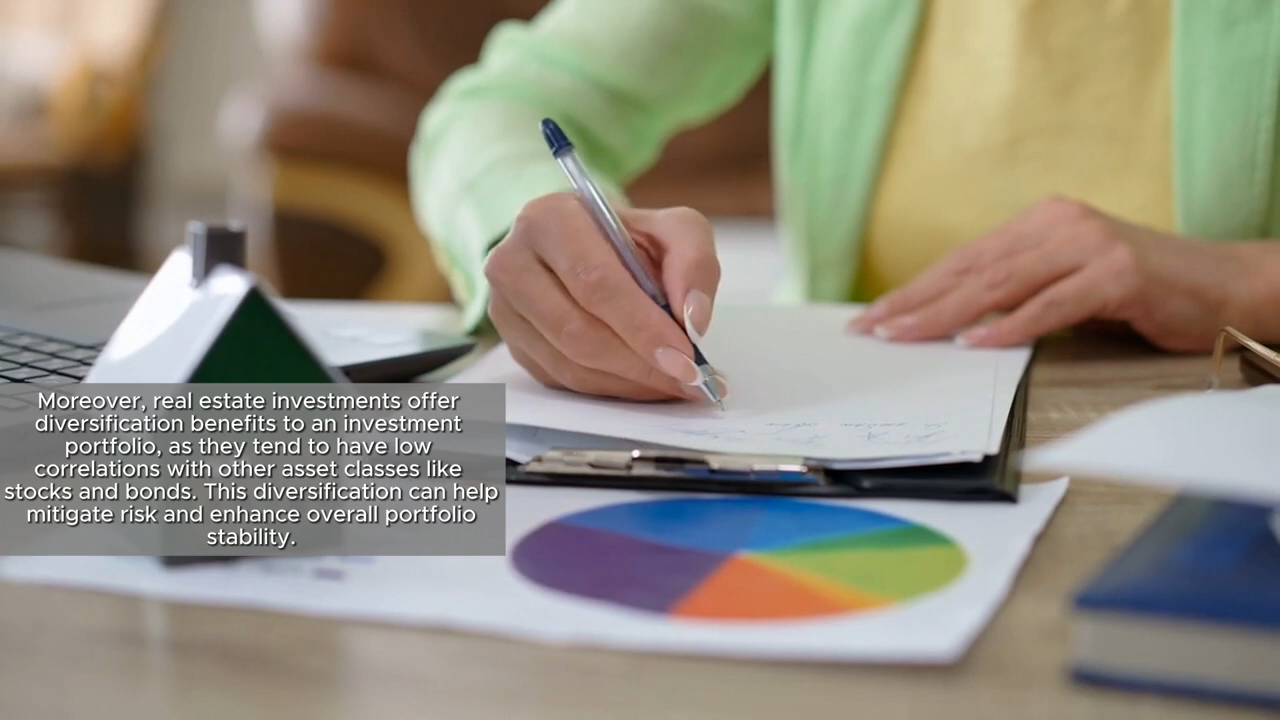 Moreover, real estate investments offer
diversification benefits to an investment
portfolio, as they tend to have low
correlations with other asset classes like
stocks and bonds. This diversification can help
mitigate risk and enhance overall portfolio
stability.